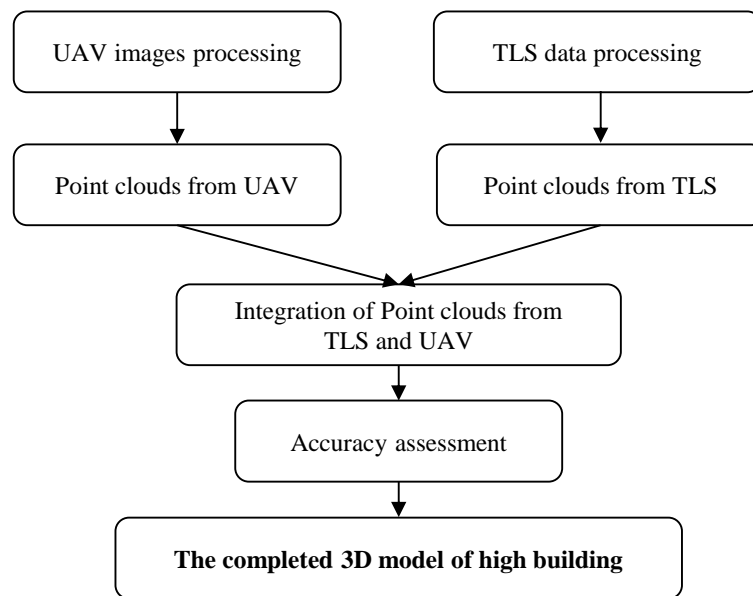 UAV images processing
TLS data processing
Point clouds from UAV
Point clouds from TLS
Integration of Point clouds from
TLS and UAV
Accuracy assessment
The completed 3D model of high building